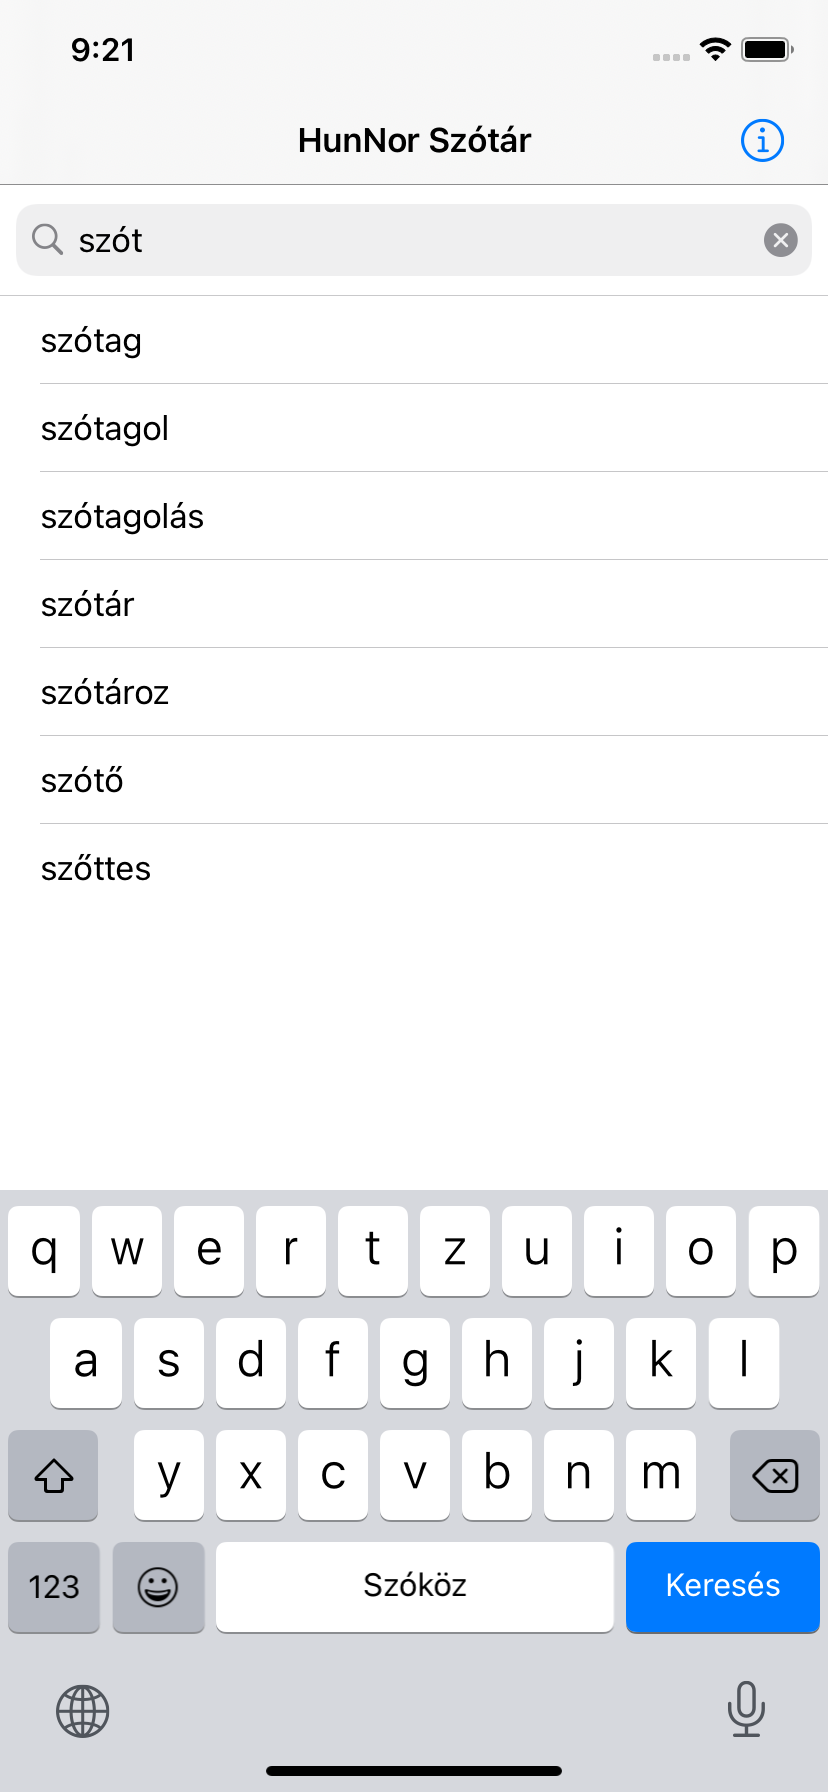 9:21
HunNor Szótár
szót
szótag
szótagol
szótagolás
szótár
szótároz
szótő
szőttes
q w e r t z u i o p
a s d f g h j k l
y x c v b n m
123 Szóköz Keresés